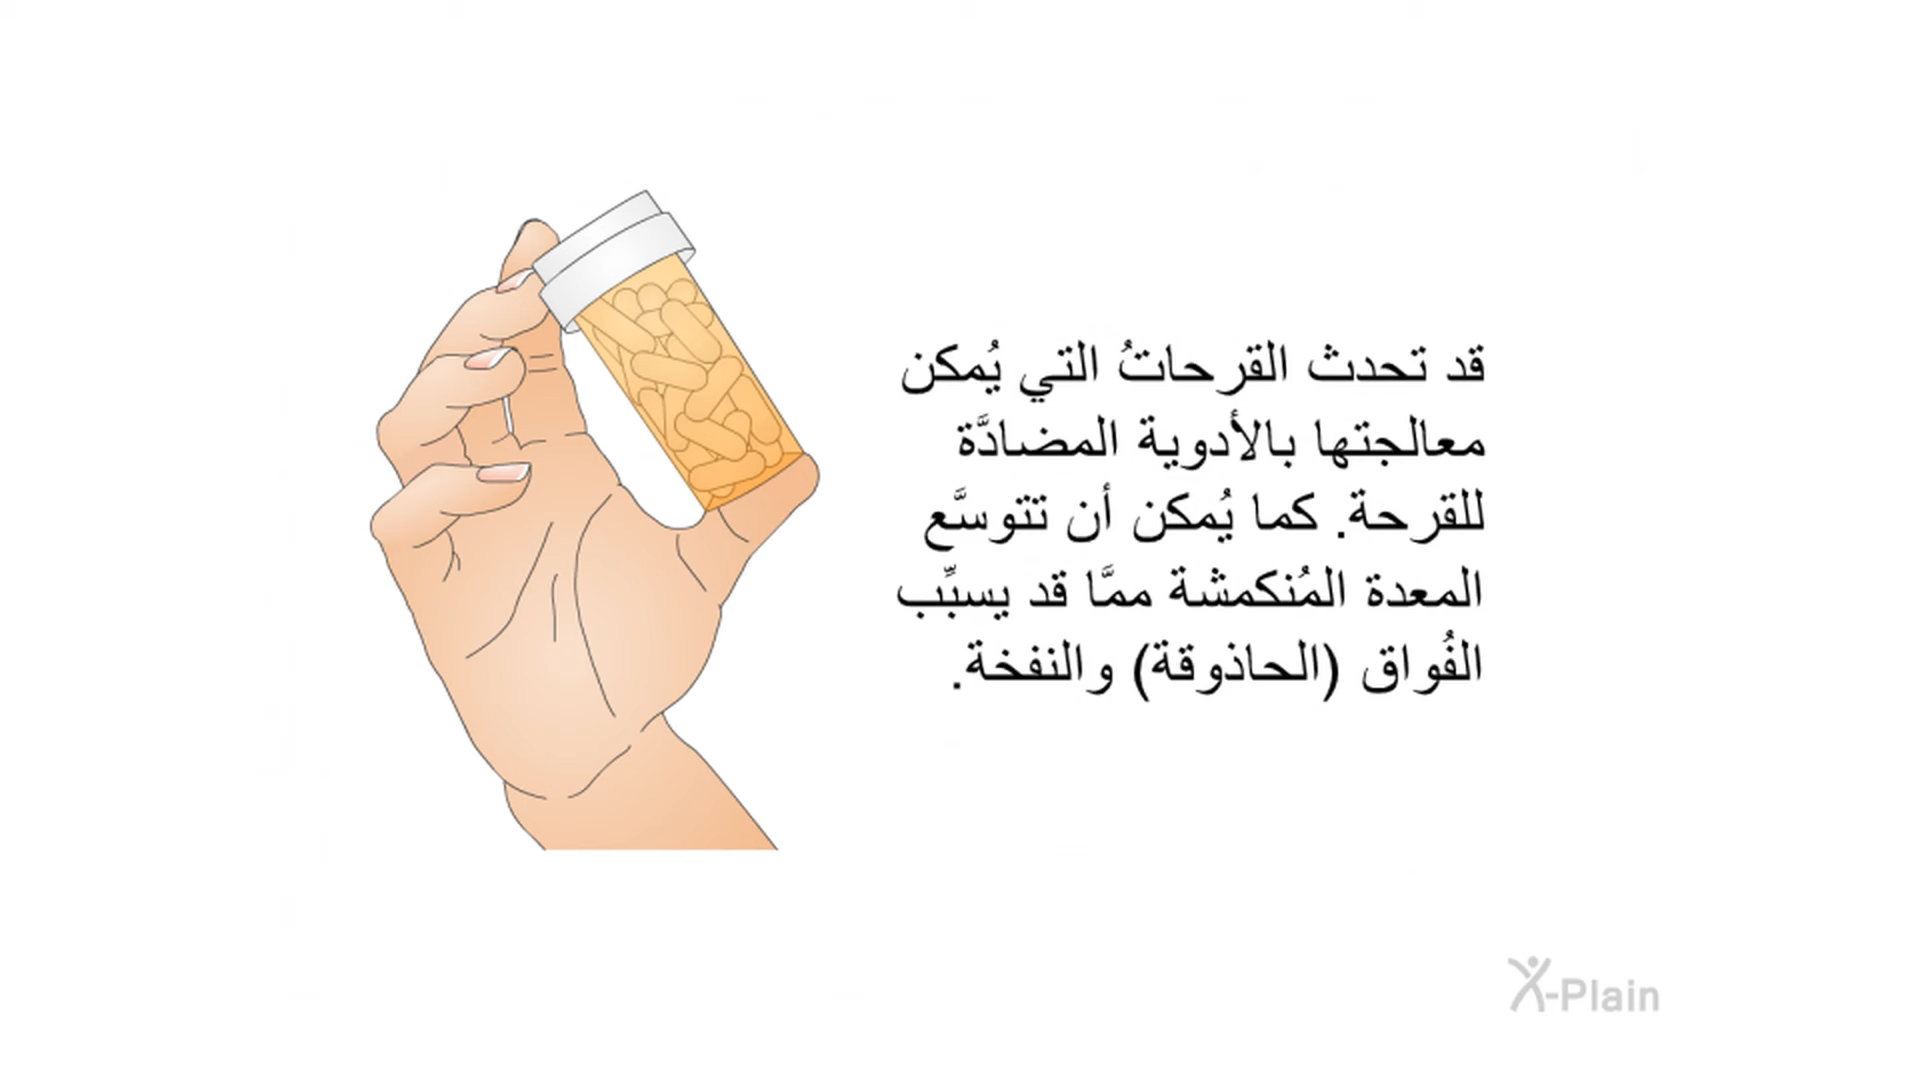 قد تحدث القرحاتُ التي يُمكن
معالجتها بالأدوية المضادَّة
للقرحة. كما يُمكن أن تتوسَّع
المعدة المُنكمشة ممَّا قد يسبِّب
الفُواق (الحاذوقة) والنفخة.
X-Plain